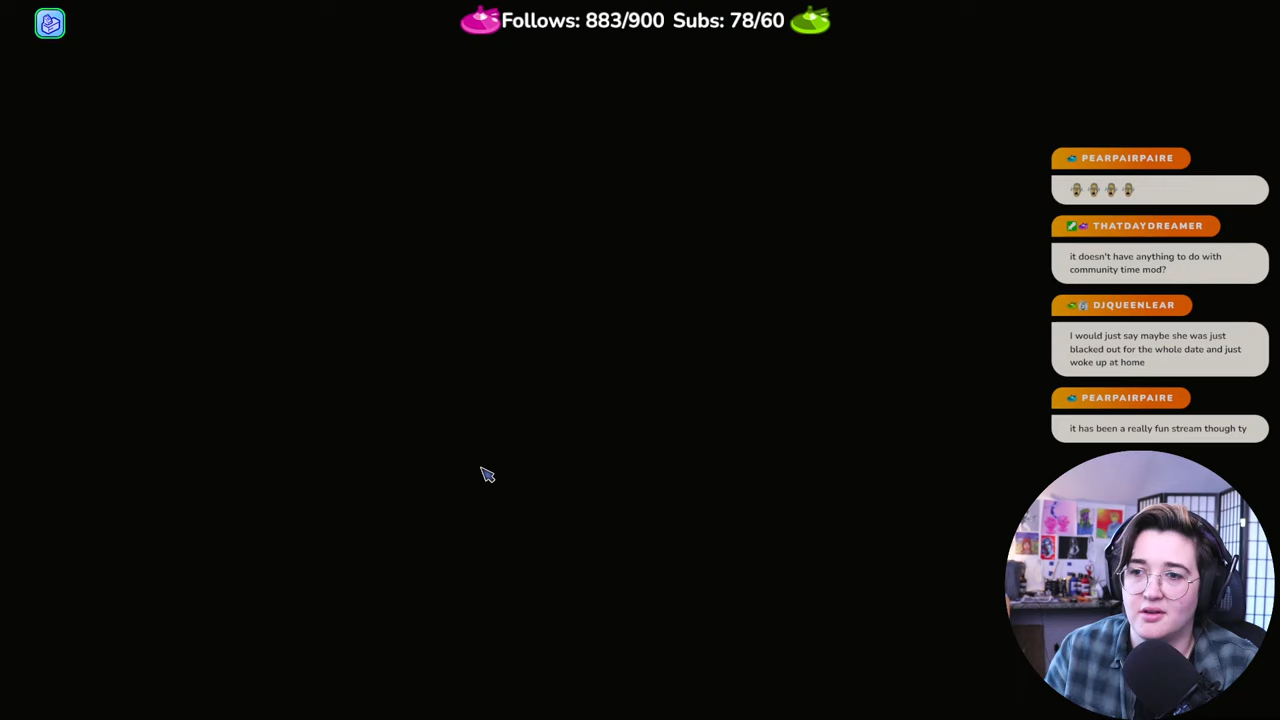 Follows: 883/900 Subs: 78/60
PEARPAIRPAIRE
THATDAYDREAMER
it doesn't have anything to do with
community time mod?
DJQUEENLEAR
I would just say maybe she was just
blacked out for the whole date and just
woke up at home
PEARPAIRPAIRE
it has been a really fun stream though ty